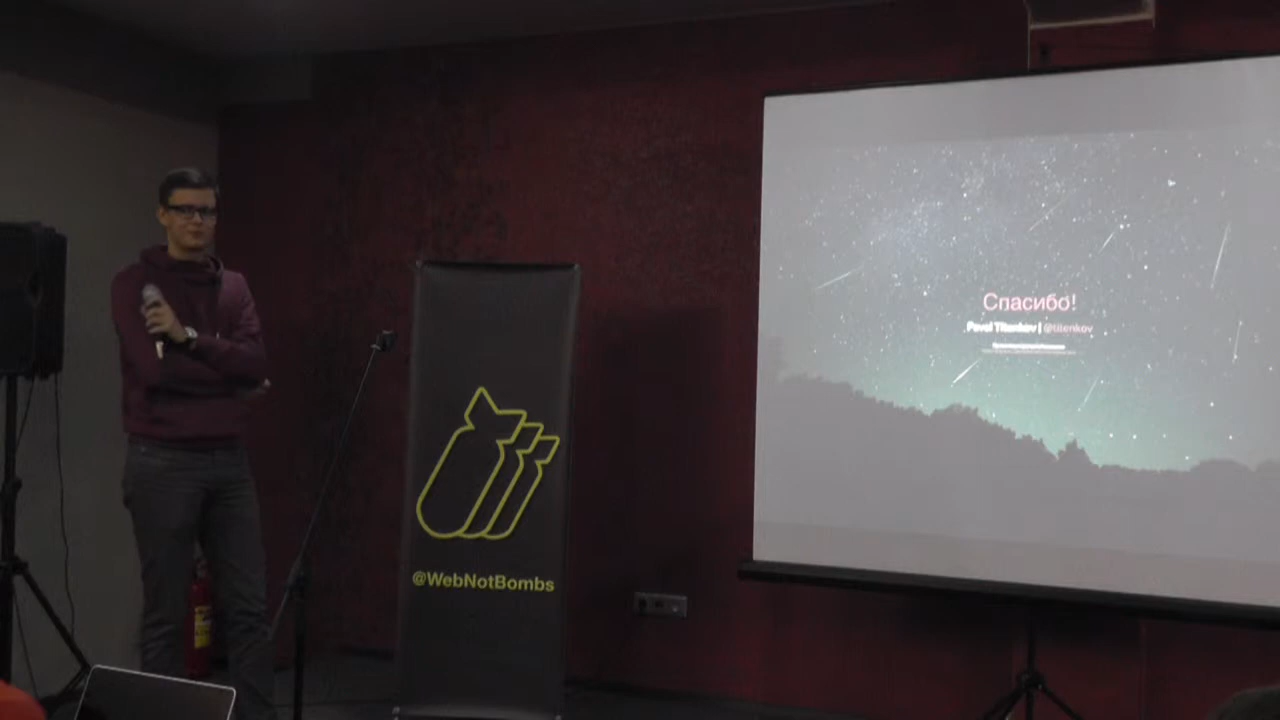 Спасибо!
Pavel Titenkov | @titenkov
@WebNotBombs